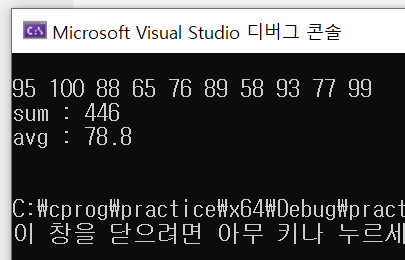 Microsoft Visual Studio 디버그 콘솔
95 100 88 65 76 89 58 93 77 99
sum : 446
avg : 78.8
C:₩cprog₩practice₩x64₩Debug₩pract
이 창을 닫으려면 아무 키나 누르세